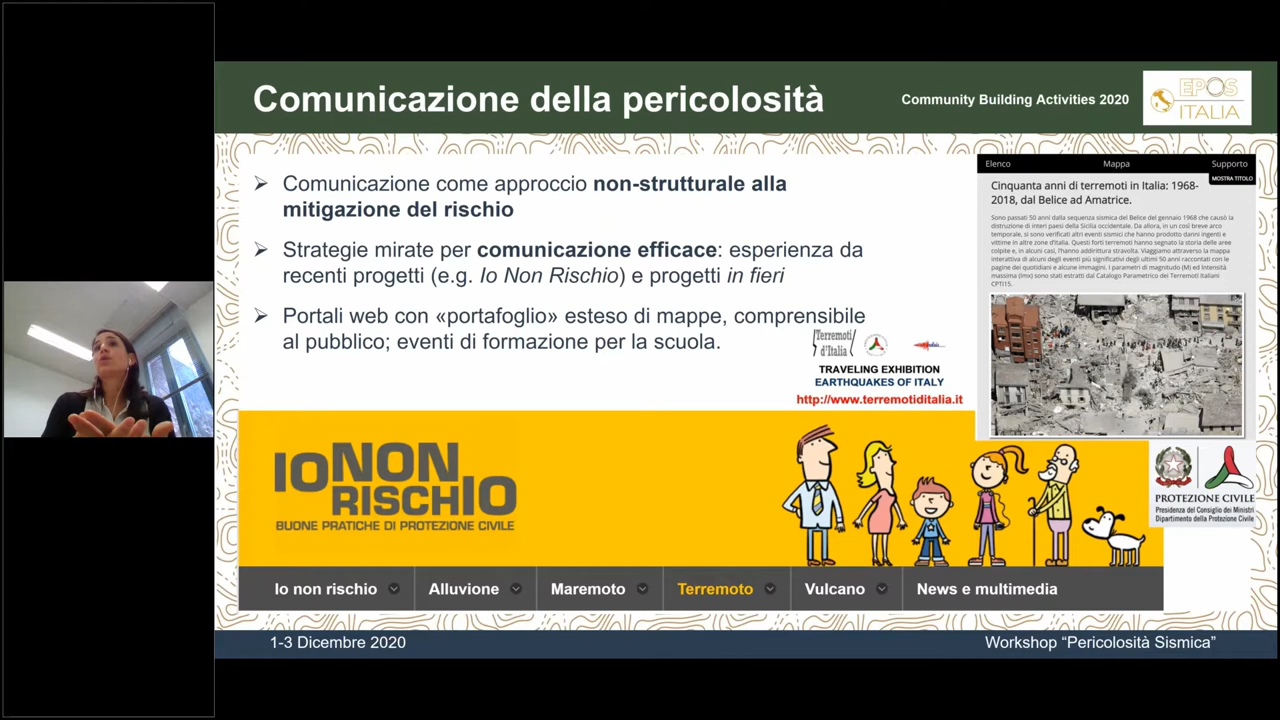 Comunicazione della pericolosità
Community Building Activities 2020
EPOS
ITALIA
➢ Comunicazione come approccio non-strutturale alla
mitigazione del rischio
➢ Strategie mirate per comunicazione efficace: esperienza da
recenti progetti (e.g. Io Non Rischio) e progetti in fieri
➢ Portali web con «portafoglio» esteso di mappe, comprensibile
al pubblico; eventi di formazione per la scuola.
Terremoti
d'Italia
TRAVELING EXHIBITION
EARTHQUAKES OF ITALY
http://www.terremotiditalia.it
Elenco Mappa Supporto
MOSTRA TITOLO
Cinquanta anni di terremoti in Italia: 1968-
2018, dal Belice ad Amatrice.
Sono passati 50 anni dalla sequenza sismica del Belice del gennaio 1968 che causò la
distruzione di interi paesi della Sicilia occidentale. Da allora, in un così breve arco
temporale, si sono verificati altri eventi sismici che hanno prodotto danni ingenti e
vittime in altre zone d'Italia. Questi forti terremoti hanno segnato la storia delle aree
colpite e, in alcuni casi, l'hanno addirittura stravolta. Viaggiamo attraverso la mappa
interattiva di alcuni degli eventi più significativi degli ultimi 50 anni raccontati con le
pagine dei quotidiani e alcune immagini. I parametri di magnitudo (M) ed Intensità
massima (Imx) sono stati estratti dal Catalogo Parametrico dei Terremoti Italiani
CPTI15.
IO NON
RISCHIO
BUONE PRATICHE DI PROTEZIONE CIVILE
PROTEZIONE CIVILE
Presidenza del Consiglio dei Ministri
Dipartimento della Protezione Civile
Io non rischio Alluvione Maremoto Terremoto Vulcano News e multimedia
1-3 Dicembre 2020
Workshop “Pericolosità Sismica”